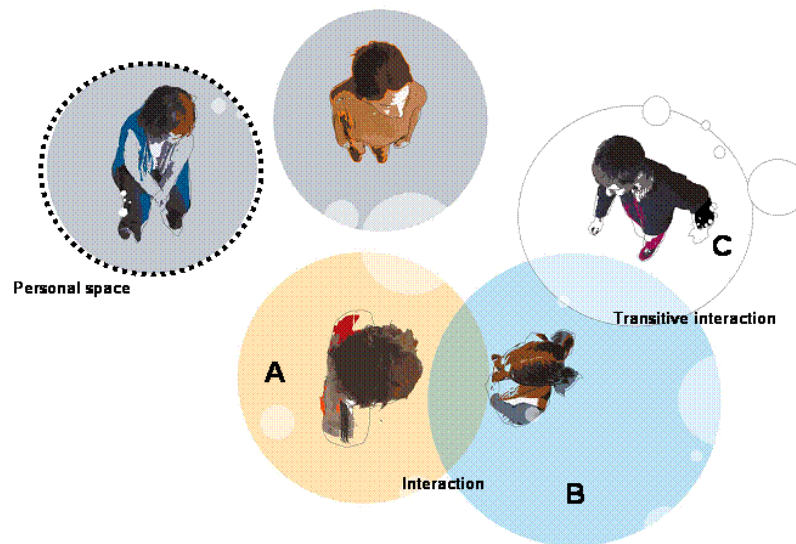 C
Personal space
Transitive interaction
A
Interaction
B